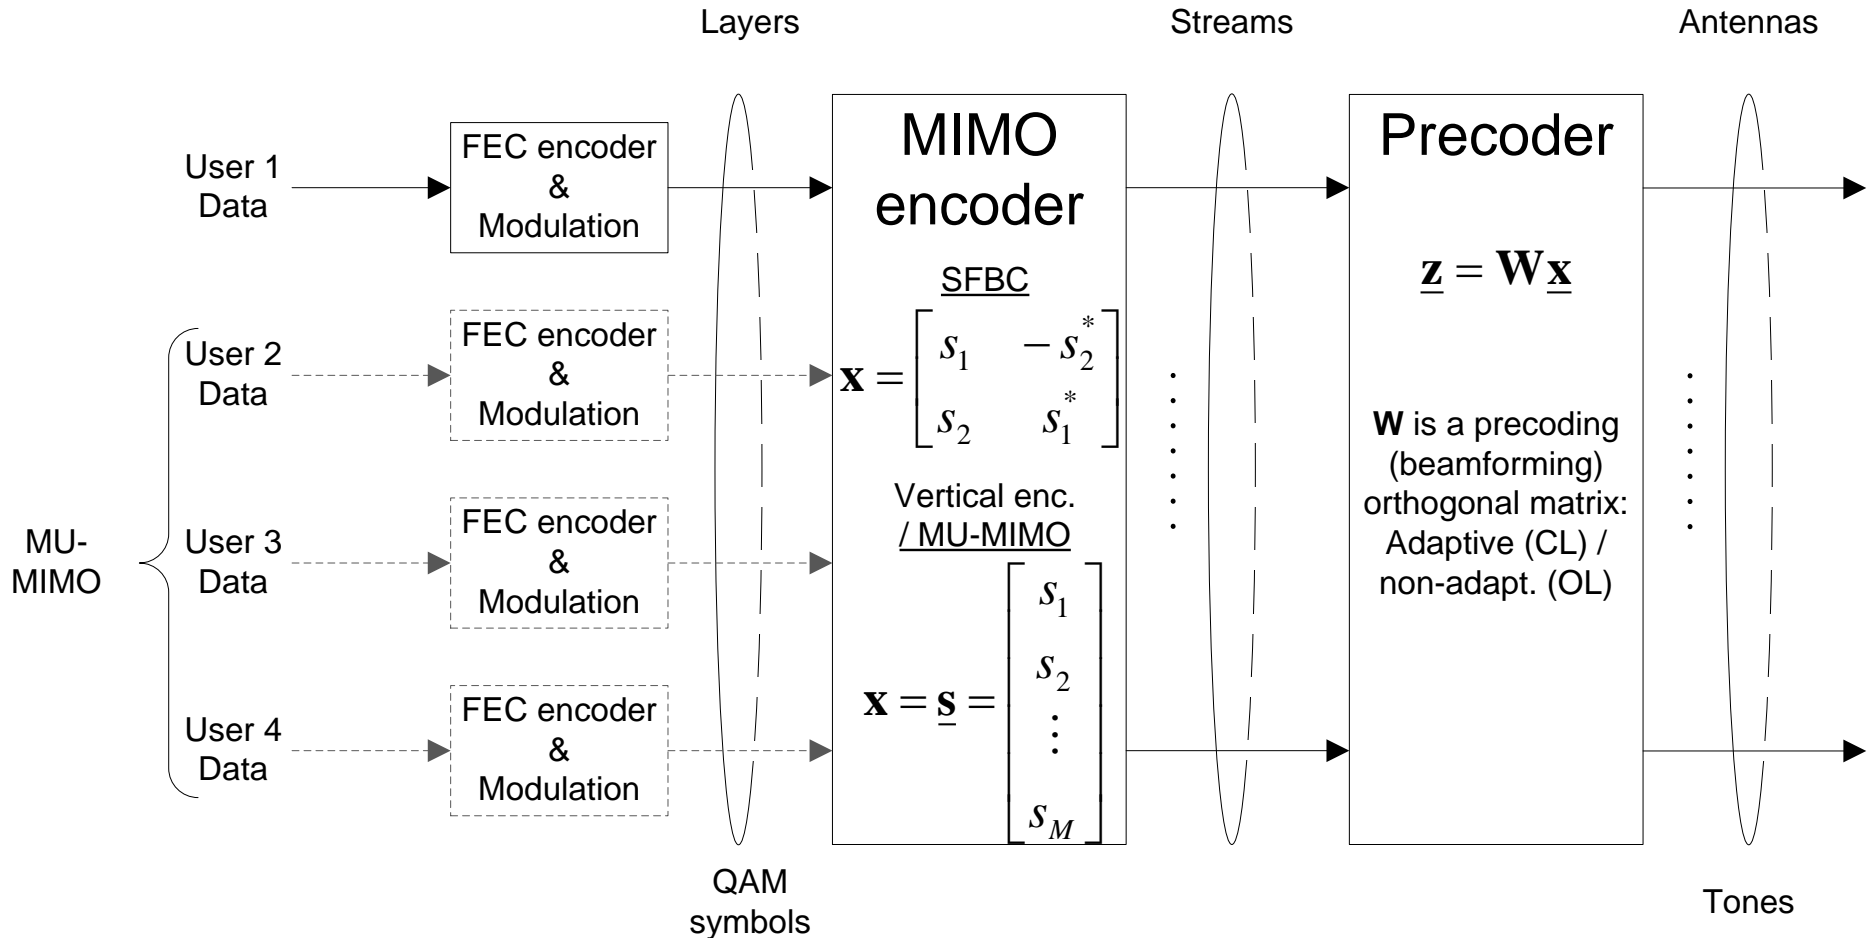 Layers
Streams
Antennas
User 1
Data
FEC encoder
&
Modulation
MU-
MIMO
User 2
Data
FEC encoder
&
Modulation
User 3
Data
FEC encoder
&
Modulation
User 4
Data
FEC encoder
&
Modulation
QAM
symbols
MIMO
encoder
SFBC
x = [ s₁ − s₂* ; s₂ s₁* ]
Vertical enc.
/ MU-MIMO
x = s = [ s₁ ; s₂ ; ⋮ ; s_M ]
Precoder
z = Wx
W is a precoding
(beamforming)
orthogonal matrix:
Adaptive (CL) /
non-adapt. (OL)
Tones